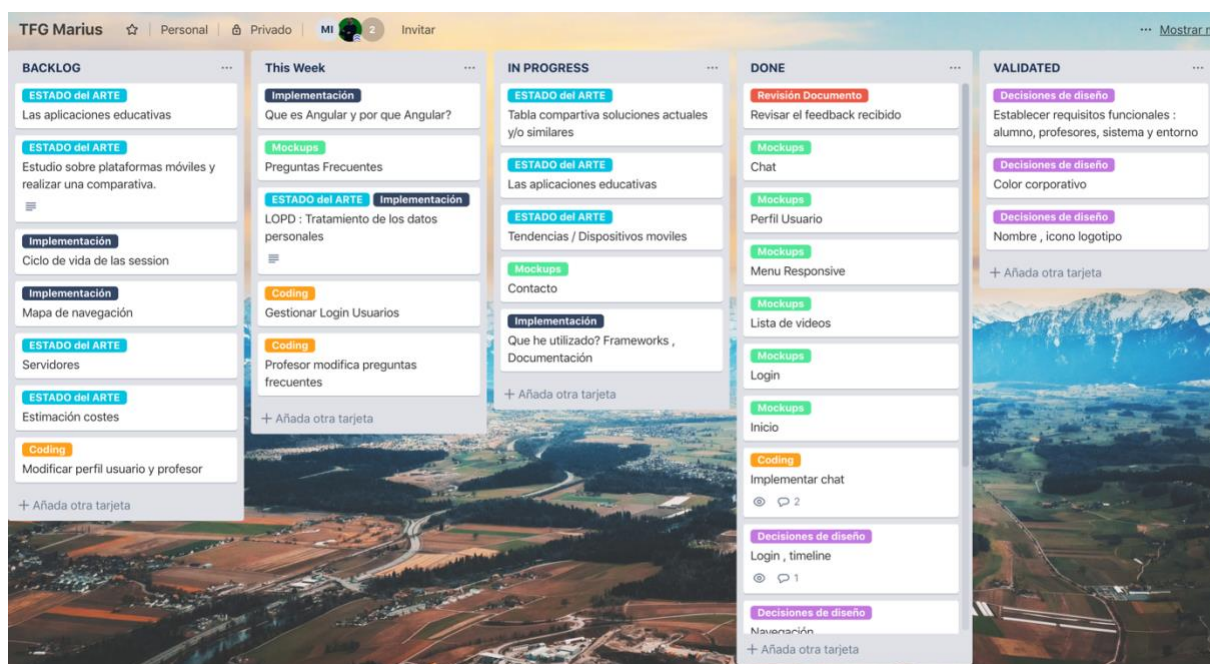 TFG Marius
Personal
Privado
MI
2
Invitar
... Mostrar
BACKLOG
...
ESTADO del ARTE
Las aplicaciones educativas
ESTADO del ARTE
Estudio sobre plataformas móviles y
realizar una comparativa.
Implementación
Ciclo de vida de las session
Implementación
Mapa de navegación
ESTADO del ARTE
Servidores
ESTADO del ARTE
Estimación costes
Coding
Modificar perfil usuario y profesor
+ Añada otra tarjeta
This Week
...
Implementación
Que es Angular y por que Angular?
Mockups
Preguntas Frecuentes
ESTADO del ARTE Implementación
LOPD : Tratamiento de los datos
personales
Coding
Gestionar Login Usuarios
Coding
Profesor modifica preguntas
frecuentes
+ Añada otra tarjeta
IN PROGRESS
...
ESTADO del ARTE
Tabla compartiva soluciones actuales
y/o similares
ESTADO del ARTE
Las aplicaciones educativas
ESTADO del ARTE
Tendencias / Dispositivos moviles
Mockups
Contacto
Implementación
Que he utilizado? Frameworks ,
Documentación
+ Añada otra tarjeta
DONE
...
Revisión Documento
Revisar el feedback recibido
Mockups
Chat
Mockups
Perfil Usuario
Mockups
Menu Responsive
Mockups
Lista de videos
Mockups
Login
Mockups
Inicio
Coding
Implementar chat
2
Decisiones de diseño
Login , timeline
1
Decisiones de diseño
Navegación
+ Añada otra tarjeta
VALIDATED
...
Decisiones de diseño
Establecer requisitos funcionales :
alumno, profesores, sistema y entorno
Decisiones de diseño
Color corporativo
Decisiones de diseño
Nombre , icono logotipo
+ Añada otra tarjeta